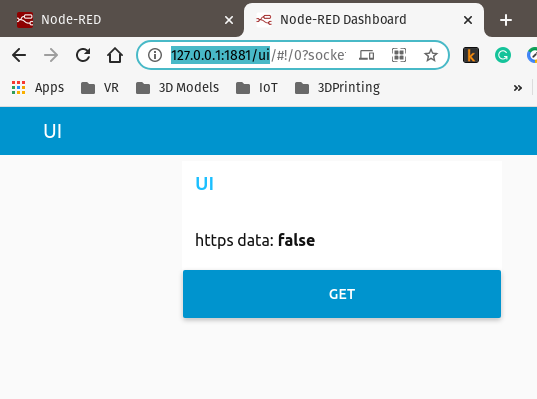 Node-RED
Node-RED Dashboard
127.0.0.1:1881/ui/#!/0?socke
Apps VR 3D Models IoT 3DPrinting »
UI
UI
https data: false
GET